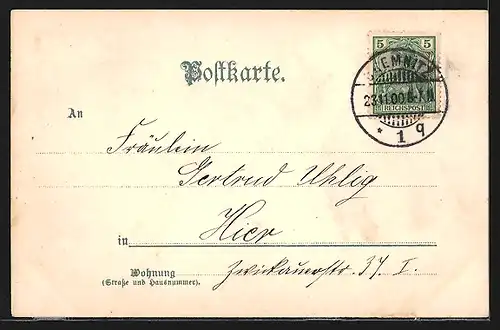 5 5
REICHSPOST
CHEMNITZ
23.11.00
* 1 q
Postkarte.
An
Fräulein
Gertrud Uhlig
Hier
in
Wohnung
(Straße und Hausnummer).
Zwickauerstr. 37. I.